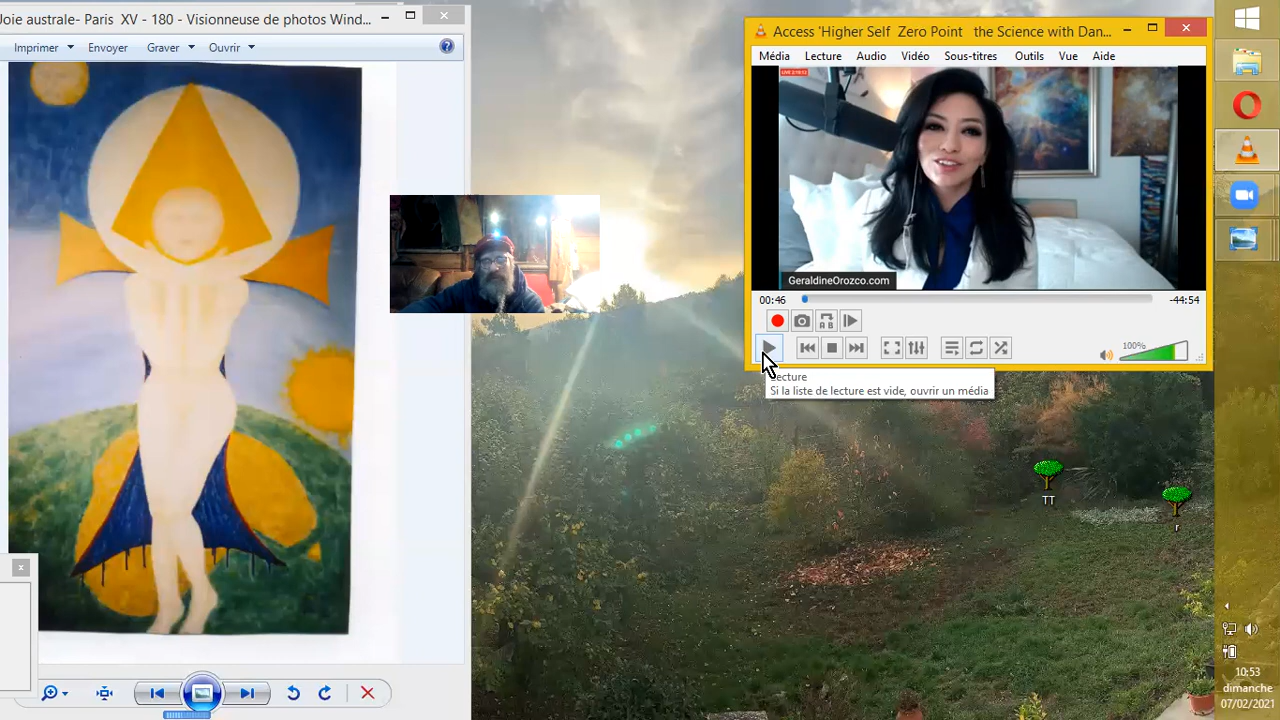 Joie australe- Paris XV - 180 - Visionneuse de photos Wind...
Imprimer Envoyer Graver Ouvrir
Access 'Higher Self Zero Point the Science with Dan...
Média Lecture Audio Vidéo Sous-titres Outils Vue Aide
GeraldineOrozco.com
00:46 -44:54
100%
Lecture
Si la liste de lecture est vide, ouvrir un média
TT
r
10:53
dimanche
07/02/2021